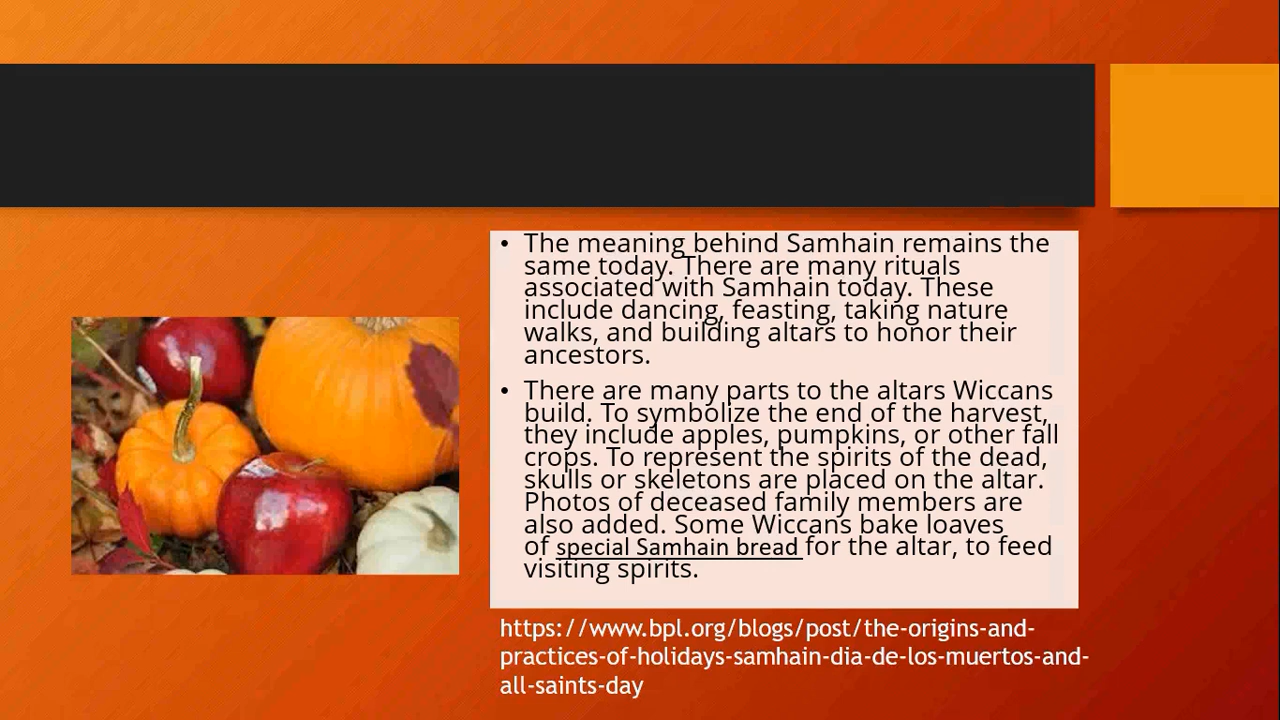 • The meaning behind Samhain remains the
same today. There are many rituals
associated with Samhain today. These
include dancing, feasting, taking nature
walks, and building altars to honor their
ancestors.
• There are many parts to the altars Wiccans
build. To symbolize the end of the harvest,
they include apples, pumpkins, or other fall
crops. To represent the spirits of the dead,
skulls or skeletons are placed on the altar.
Photos of deceased family members are
also added. Some Wiccans bake loaves
of special Samhain bread for the altar, to feed
visiting spirits.
https://www.bpl.org/blogs/post/the-origins-and-
practices-of-holidays-samhain-dia-de-los-muertos-and-
all-saints-day